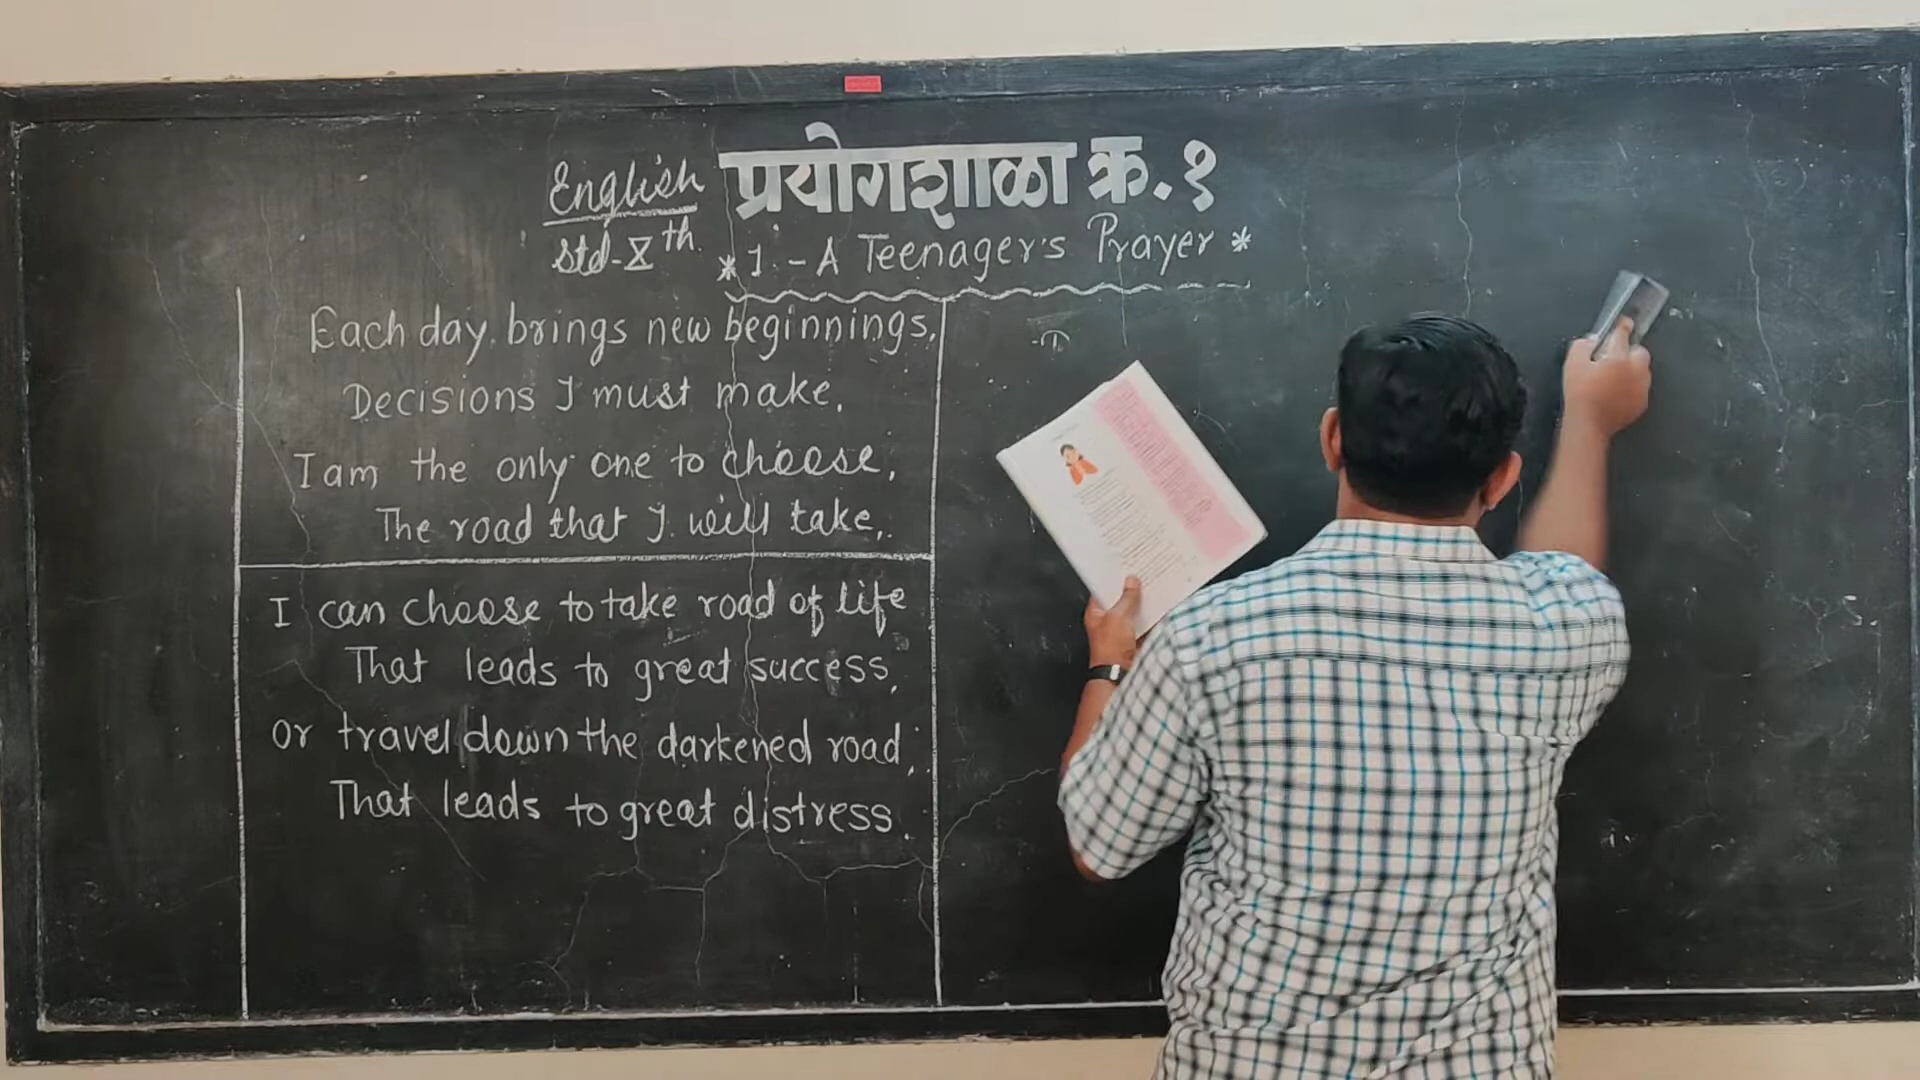 English प्रयोगशाळा क्र. १
Std-Xth.
* 1. - A Teenager's Prayer *
Each day brings new beginnings,
Decisions I must make.
I am the only one to choose,
The road that I will take.
I can choose to take road of life
That leads to great success,
or travel down the darkened road,
That leads to great distress.